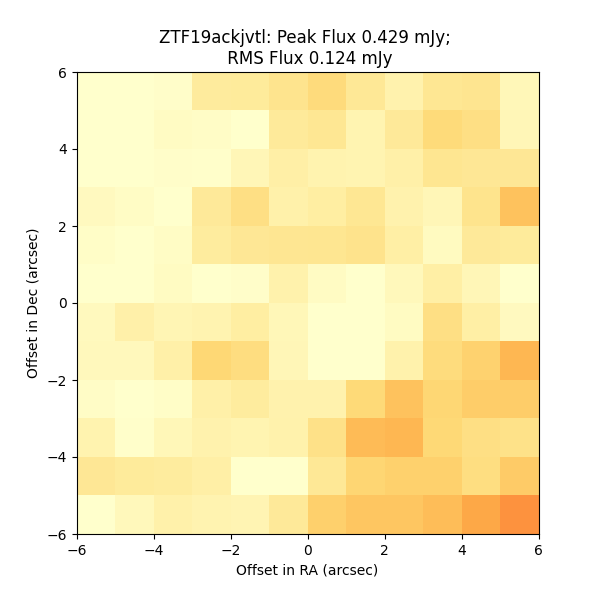 ZTF19ackjvtl: Peak Flux 0.429 mJy;
RMS Flux 0.124 mJy
6
4
2
0
−2
−4
−6
Offset in Dec (arcsec)
−6 −4 −2 0 2 4 6
Offset in RA (arcsec)